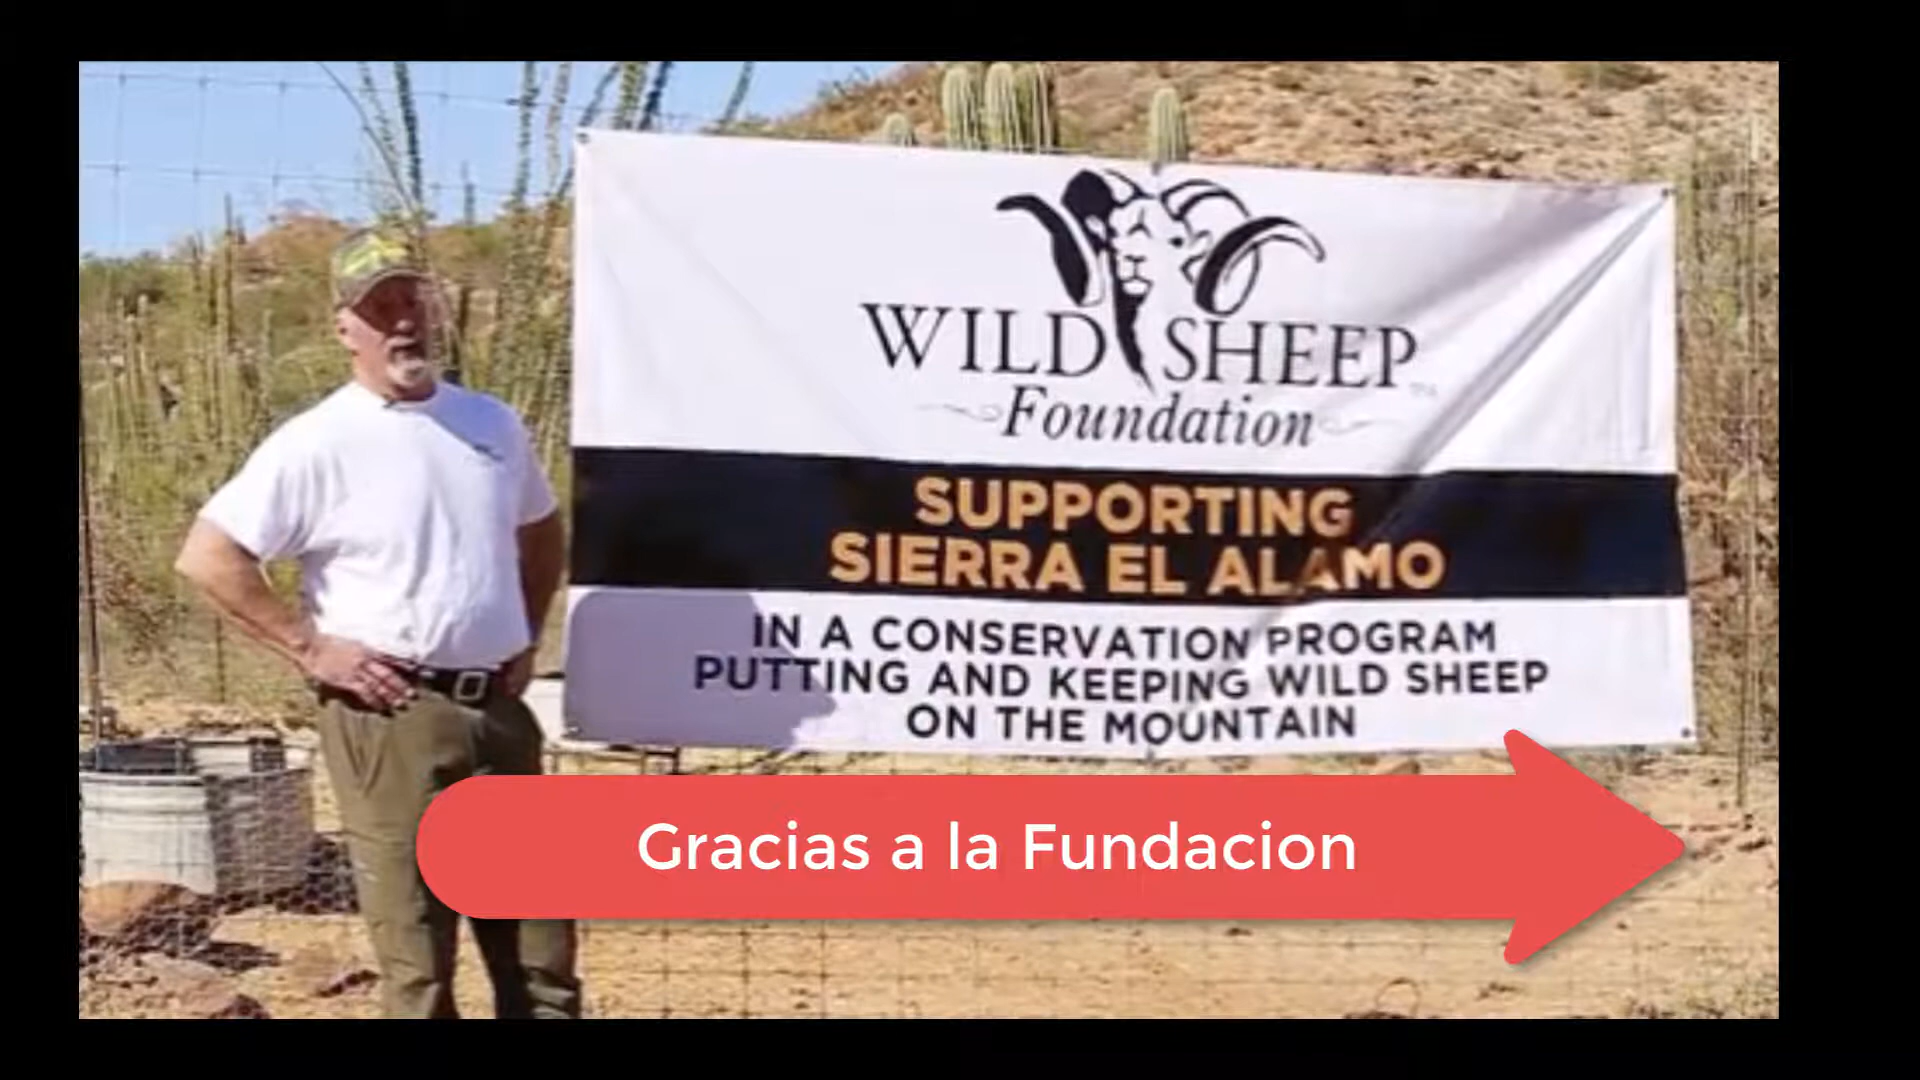 WILD SHEEP
Foundation
SUPPORTING
SIERRA EL ALAMO
IN A CONSERVATION PROGRAM
PUTTING AND KEEPING WILD SHEEP
ON THE MOUNTAIN
Gracias a la Fundacion